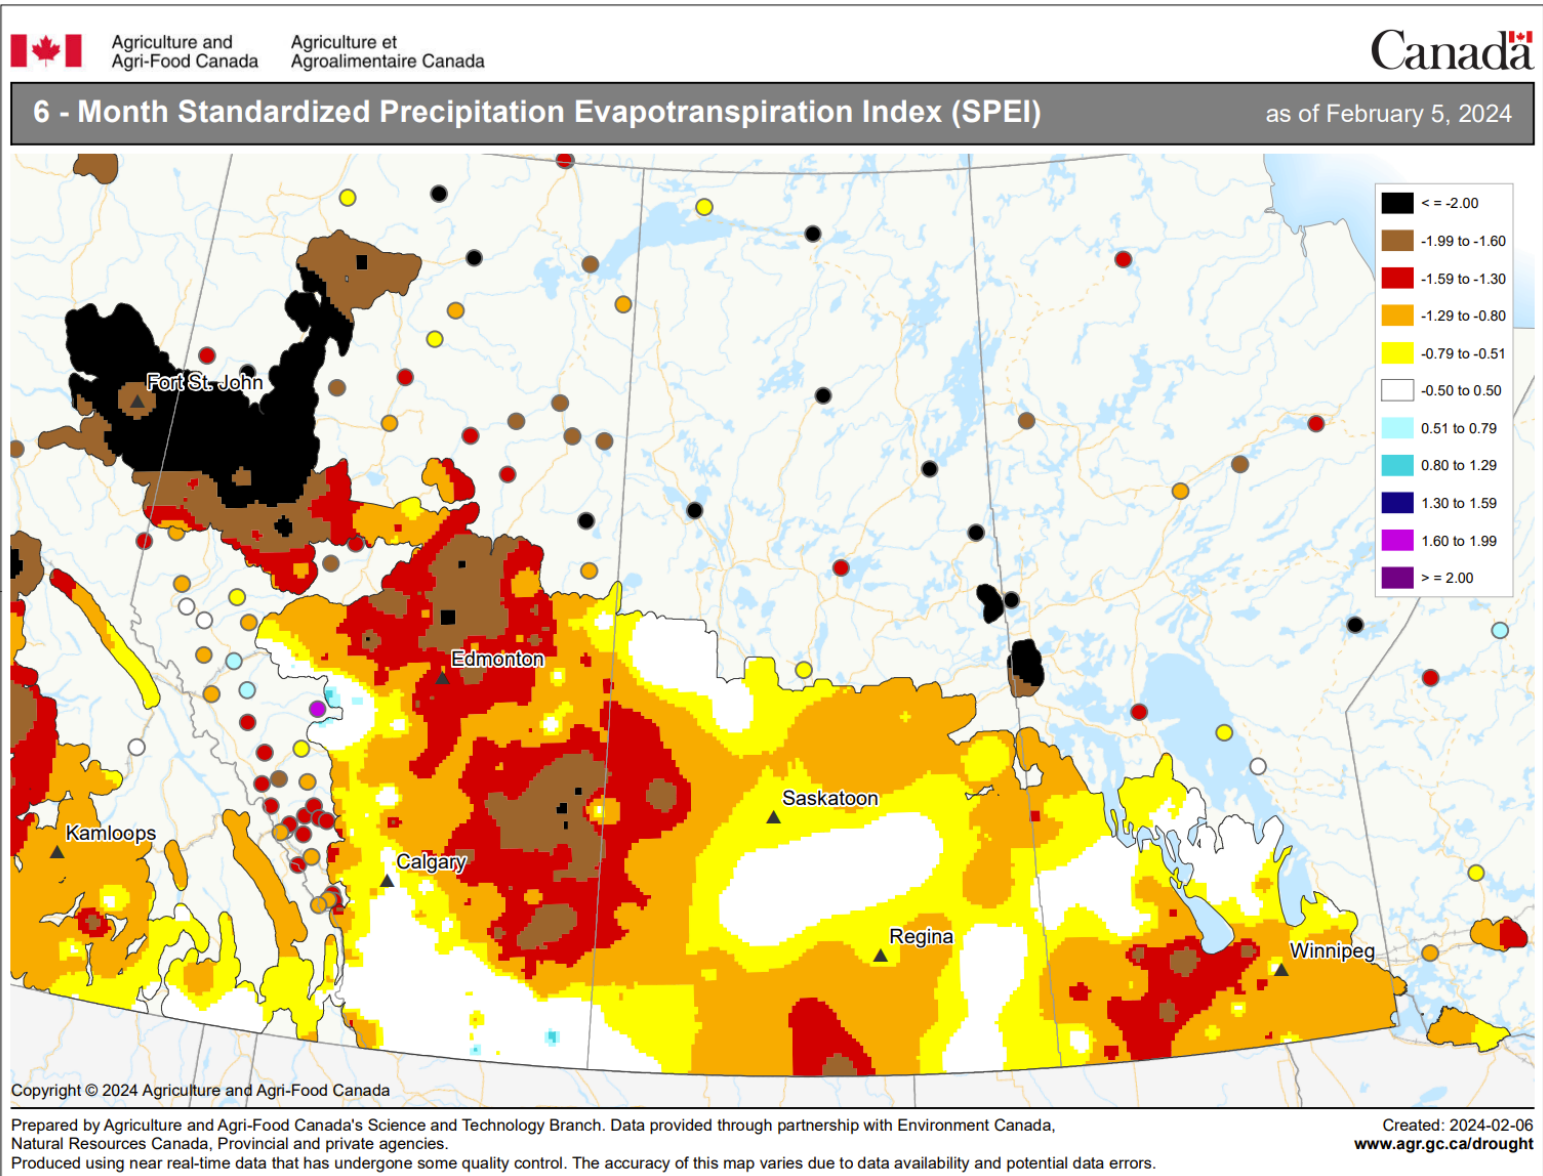 Agriculture and
Agri-Food Canada
Agriculture et
Agroalimentaire Canada
Canada
6 - Month Standardized Precipitation Evapotranspiration Index (SPEI)
as of February 5, 2024
< = -2.00
-1.99 to -1.60
-1.59 to -1.30
-1.29 to -0.80
-0.79 to -0.51
-0.50 to 0.50
0.51 to 0.79
0.80 to 1.29
1.30 to 1.59
1.60 to 1.99
> = 2.00
Fort St. John
Edmonton
Saskatoon
Kamloops
Calgary
Regina
Winnipeg
Copyright © 2024 Agriculture and Agri-Food Canada
Prepared by Agriculture and Agri-Food Canada's Science and Technology Branch. Data provided through partnership with Environment Canada,
Natural Resources Canada, Provincial and private agencies.
Produced using near real-time data that has undergone some quality control. The accuracy of this map varies due to data availability and potential data errors.
Created: 2024-02-06
www.agr.gc.ca/drought